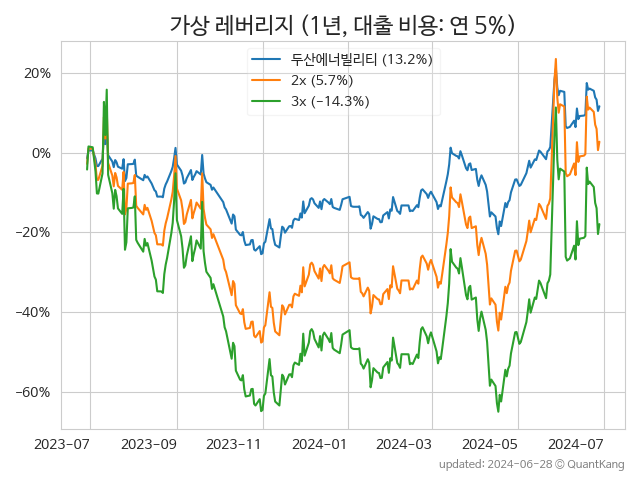 가상 레버리지 (1년, 대출 비용: 연 5%)
두산에너빌리티 (13.2%)
2x (5.7%)
3x (−14.3%)
20%
0%
−20%
−40%
−60%
2023-07 2023-09 2023-11 2024-01 2024-03 2024-05 2024-07
updated: 2024-06-28 © QuantKang